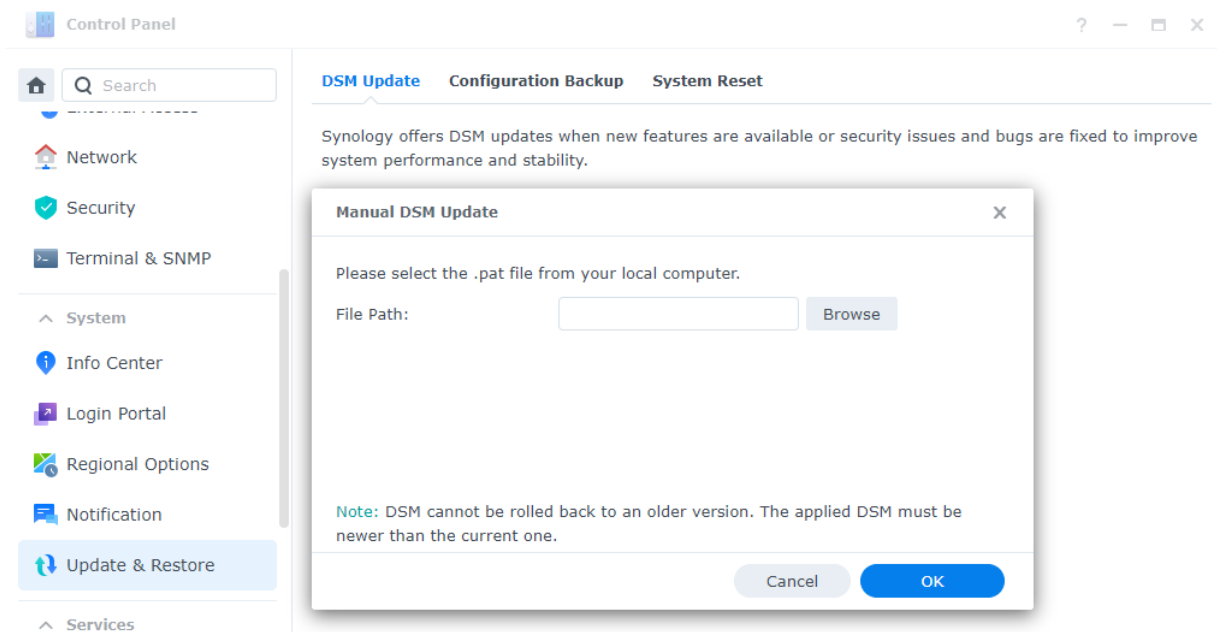 Control Panel
?
Search
DSM Update
Configuration Backup
System Reset
Synology offers DSM updates when new features are available or security issues and bugs are fixed to improve
system performance and stability.
External Access
Network
Security
Terminal & SNMP
System
Info Center
Login Portal
Regional Options
Notification
Update & Restore
Services
Manual DSM Update
Please select the .pat file from your local computer.
File Path:
Browse
Note: DSM cannot be rolled back to an older version. The applied DSM must be
newer than the current one.
Cancel
OK